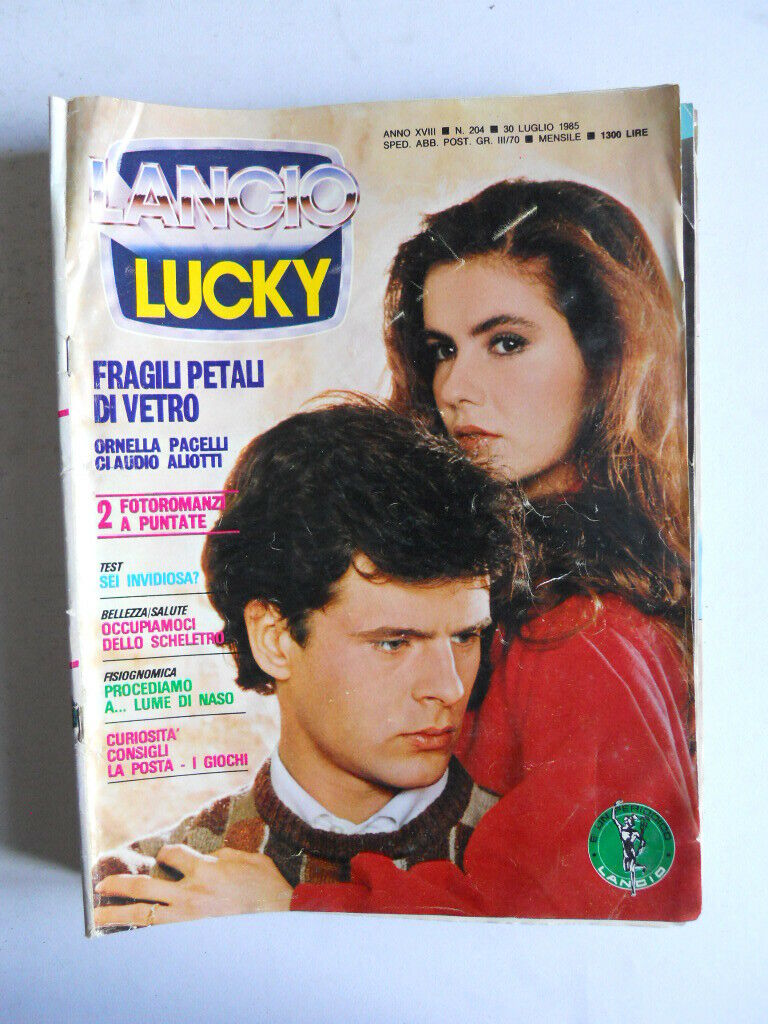 ANNO XVIII ■ N. 204 ■ 30 LUGLIO 1985
SPED. ABB. POST. GR. III/70 ■ MENSILE ■ 1300 LIRE
LANCIO
LUCKY
FRAGILI PETALI
DI VETRO
ORNELLA PACELLI
CLAUDIO ALIOTTI
2 FOTOROMANZI
A PUNTATE
TEST
SEI INVIDIOSA?
BELLEZZA/SALUTE
OCCUPIAMOCI
DELLO SCHELETRO
FISIOGNOMICA
PROCEDIAMO
A... LUME DI NASO
CURIOSITA'
CONSIGLI
LA POSTA - I GIOCHI
È UN PERIODICO
LANCIO